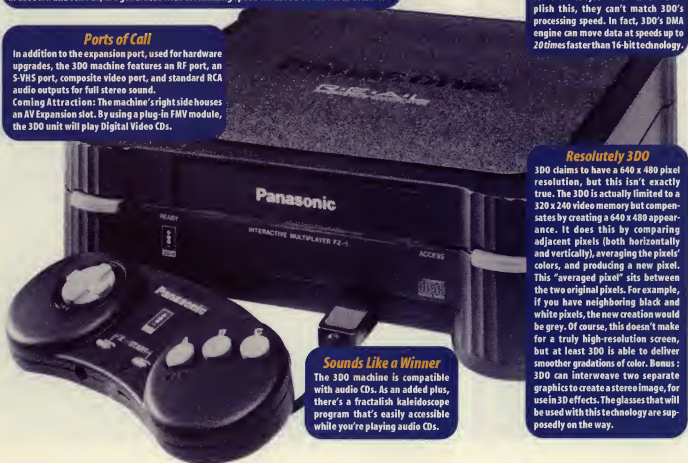 plish this, they can't match 3DO's
processing speed. In fact, 3DO's DMA
engine can move data at speeds up to
20 times faster than 16-bit technology.
Ports of Call
In addition to the expansion port, used for hardware
upgrades, the 3DO machine features an RF port, an
S-VHS port, composite video port, and standard RCA
audio outputs for full stereo sound.
Coming Attraction: The machine's right side houses
an AV Expansion slot. By using a plug-in FMV module,
the 3DO unit will play Digital Video CDs.
R·E·A·L
Panasonic
READY
INTERACTIVE MULTIPLAYER FZ-1
ACCESS
Panasonic
Resolutely 3DO
3DO claims to have a 640 x 480 pixel
resolution, but this isn't exactly
true. The 3DO is actually limited to a
320 x 240 video memory but compen-
sates by creating a 640 x 480 appear-
ance. It does this by comparing
adjacent pixels (both horizontally
and vertically), averaging the pixels'
colors, and producing a new pixel.
This "averaged pixel" sits between
the two original pixels. For example,
if you have neighboring black and
white pixels, the new creation would
be grey. Of course, this doesn't make
for a truly high-resolution screen,
but at least 3DO is able to deliver
smoother gradations of color. Bonus :
3DO can interweave two separate
graphics to create a stereo image, for
use in 3D effects. The glasses that will
be used with this technology are sup-
posedly on the way.
Sounds Like a Winner
The 3DO machine is compatible
with audio CDs. As an added plus,
there's a fractalish kaleidoscope
program that's easily accessible
while you're playing audio CDs.